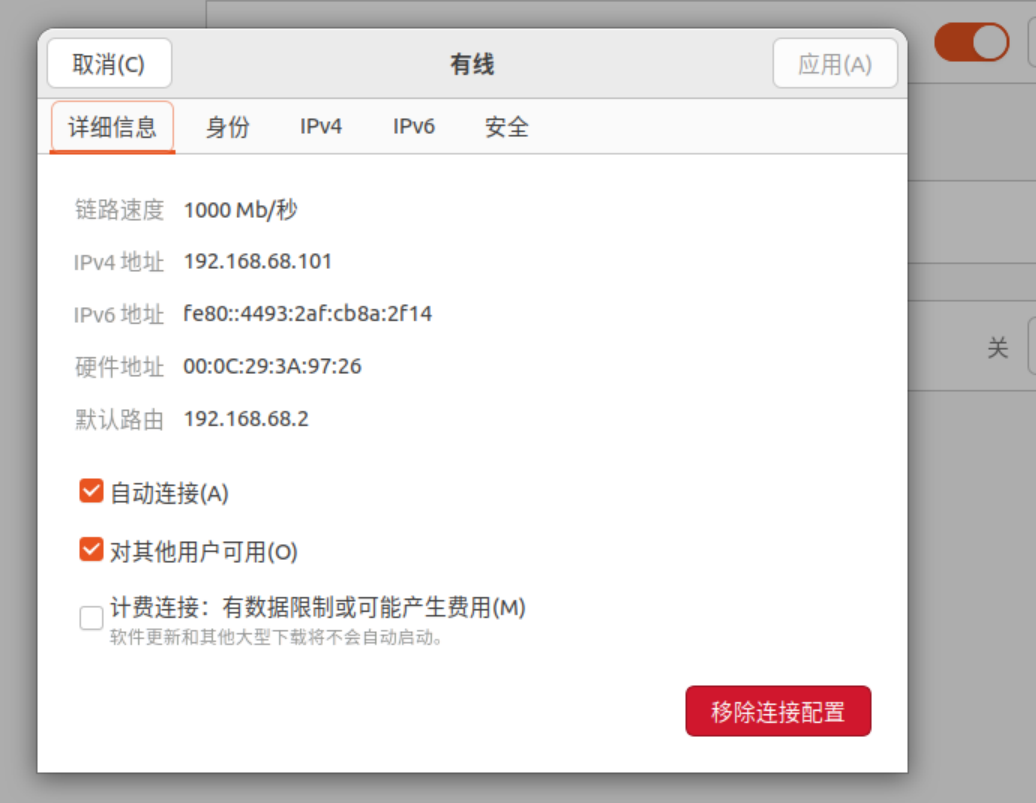 取消(C) 有线 应用(A)
详细信息 身份 IPv4 IPv6 安全
链路速度 1000 Mb/秒
IPv4 地址 192.168.68.101
IPv6 地址 fe80::4493:2af:cb8a:2f14
关
硬件地址 00:0C:29:3A:97:26
默认路由 192.168.68.2
自动连接(A)
对其他用户可用(O)
计费连接：有数据限制或可能产生费用(M)
软件更新和其他大型下载将不会自动启动。
移除连接配置